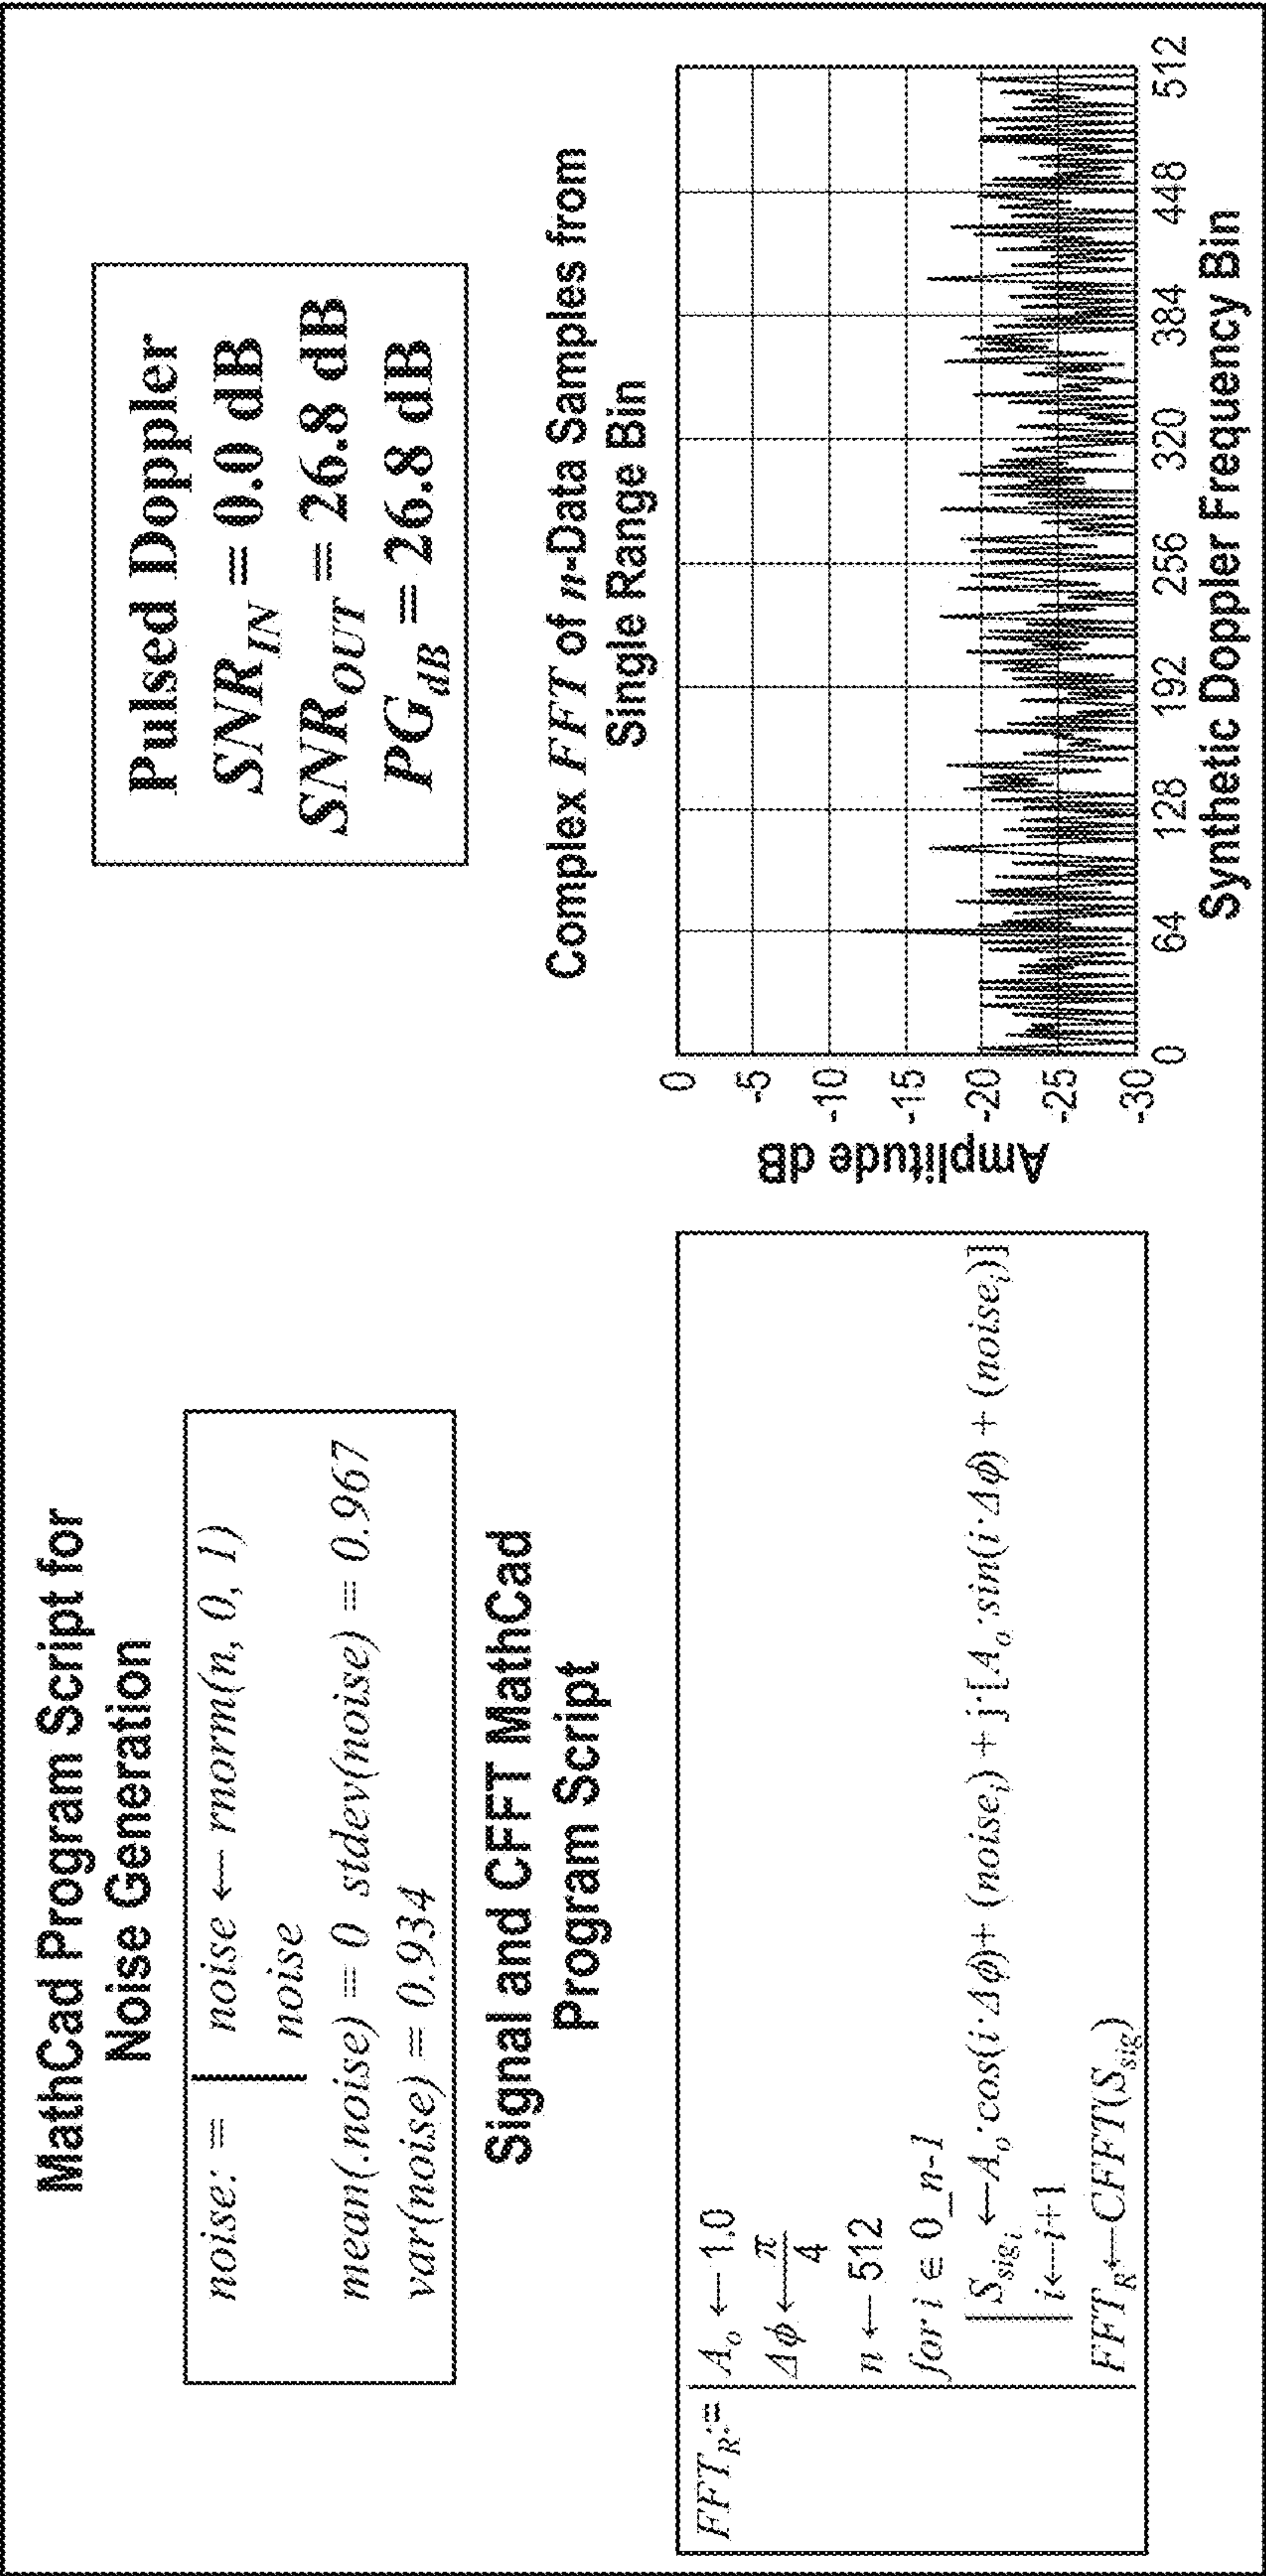 MathCad Program Script for
Noise Generation
noise: = noise ← rnorm(n, 0, 1)
noise
mean(.noise) = 0 stdev(noise) = 0.967
var(noise) = 0.934
Signal and CFFT MathCad
Program Script
FFT_R:= A_o ←1.0
Δϕ ← π/4
n ← 512
for i ∈ 0_n-1
S_sig_i ←A_o·cos(i·Δϕ)+ (noise_i) + j·[A_o·sin(i·Δϕ) + (noise_i)]
i←i+1
FFT_R←CFFT(S_sig)
Pulsed Doppler
SNR_IN = 0.0 dB
SNR_OUT = 26.8 dB
PG_dB = 26.8 dB
Complex FFT of n-Data Samples from
Single Range Bin
Amplitude dB
0
-5
-10
-15
-20
-25
-30
0 64 128 192 256 320 384 448 512
Synthetic Doppler Frequency Bin